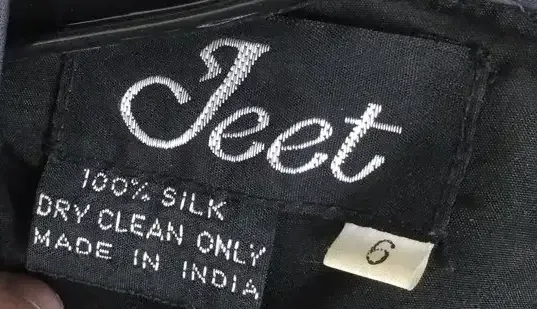 Jeet
100% SILK
DRY CLEAN ONLY
MADE IN INDIA
6